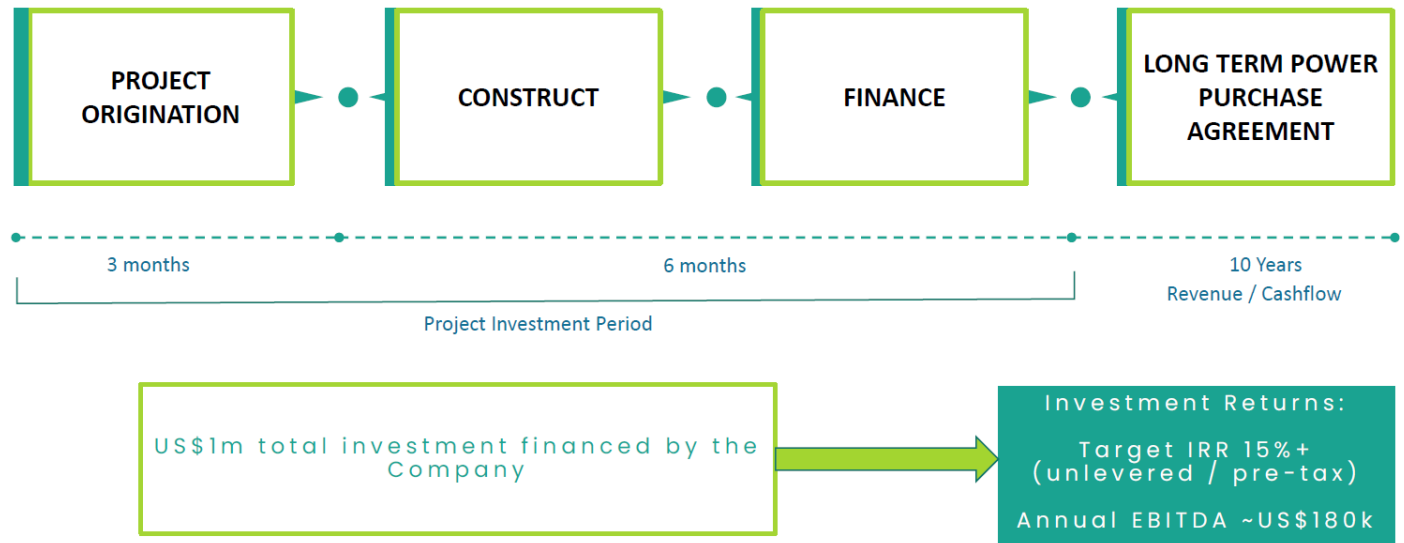 PROJECT
ORIGINATION
CONSTRUCT
FINANCE
LONG TERM POWER
PURCHASE
AGREEMENT
3 months
6 months
10 Years
Revenue / Cashflow
Project Investment Period
US$1m total investment financed by the
Company
Investment Returns:
Target IRR 15%+
(unlevered / pre-tax)
Annual EBITDA ~US$180k